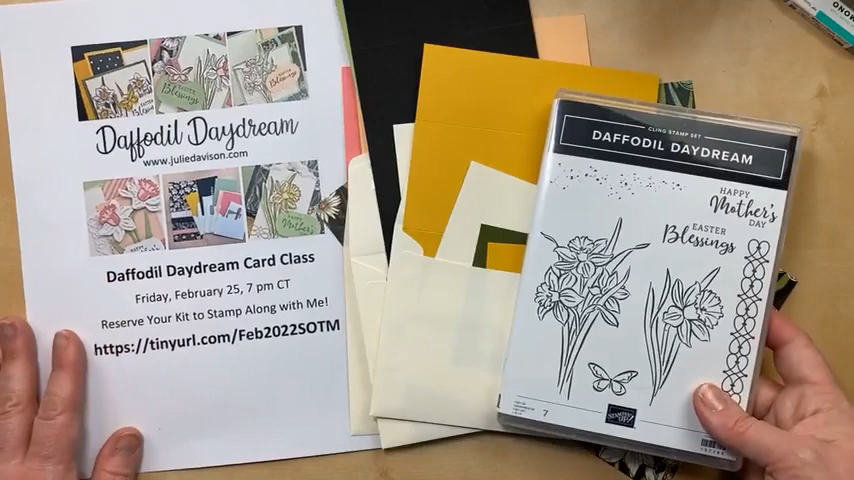 Daffodil Daydream
www.juliedavison.com
Daffodil Daydream Card Class
Friday, February 25, 7 pm CT
Reserve Your Kit to Stamp Along with Me!
https://tinyurl.com/Feb2022SOTM
CLING STAMP SET
DAFFODIL DAYDREAM
HAPPY
Mother's
DAY
EASTER
Blessings
7
STAMPIN' UP!